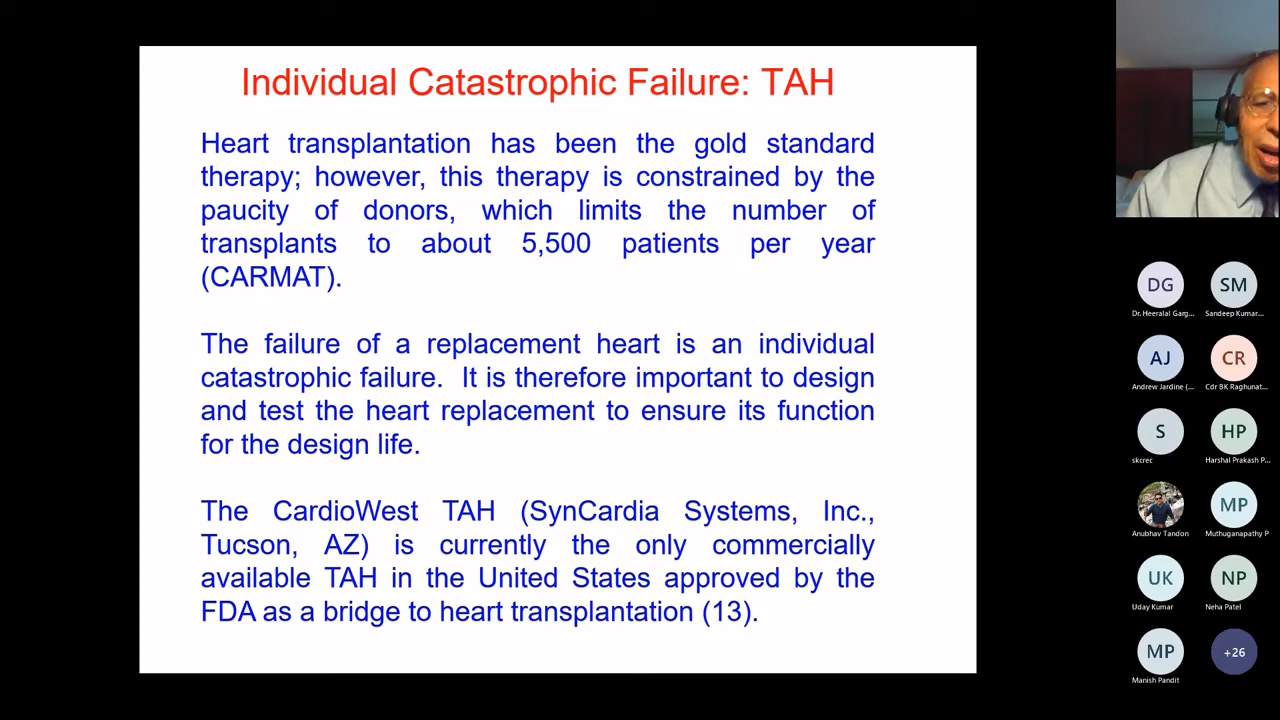 Individual Catastrophic Failure: TAH
Heart transplantation has been the gold standard
therapy; however, this therapy is constrained by the
paucity of donors, which limits the number of
transplants to about 5,500 patients per year
(CARMAT).
The failure of a replacement heart is an individual
catastrophic failure. It is therefore important to design
and test the heart replacement to ensure its function
for the design life.
The CardioWest TAH (SynCardia Systems, Inc.,
Tucson, AZ) is currently the only commercially
available TAH in the United States approved by the
FDA as a bridge to heart transplantation (13).
DG
Dr. Heeralal Garg...
SM
Sandeep Kumar...
AJ
Andrew Jardine (...
CR
Cdr BK Raghunat...
S
skcrec
HP
Harshal Prakash P...
Anubhav Tandon
MP
Muthuganapathy P
UK
Uday Kumar
NP
Neha Patel
MP
Manish Pandit
+26